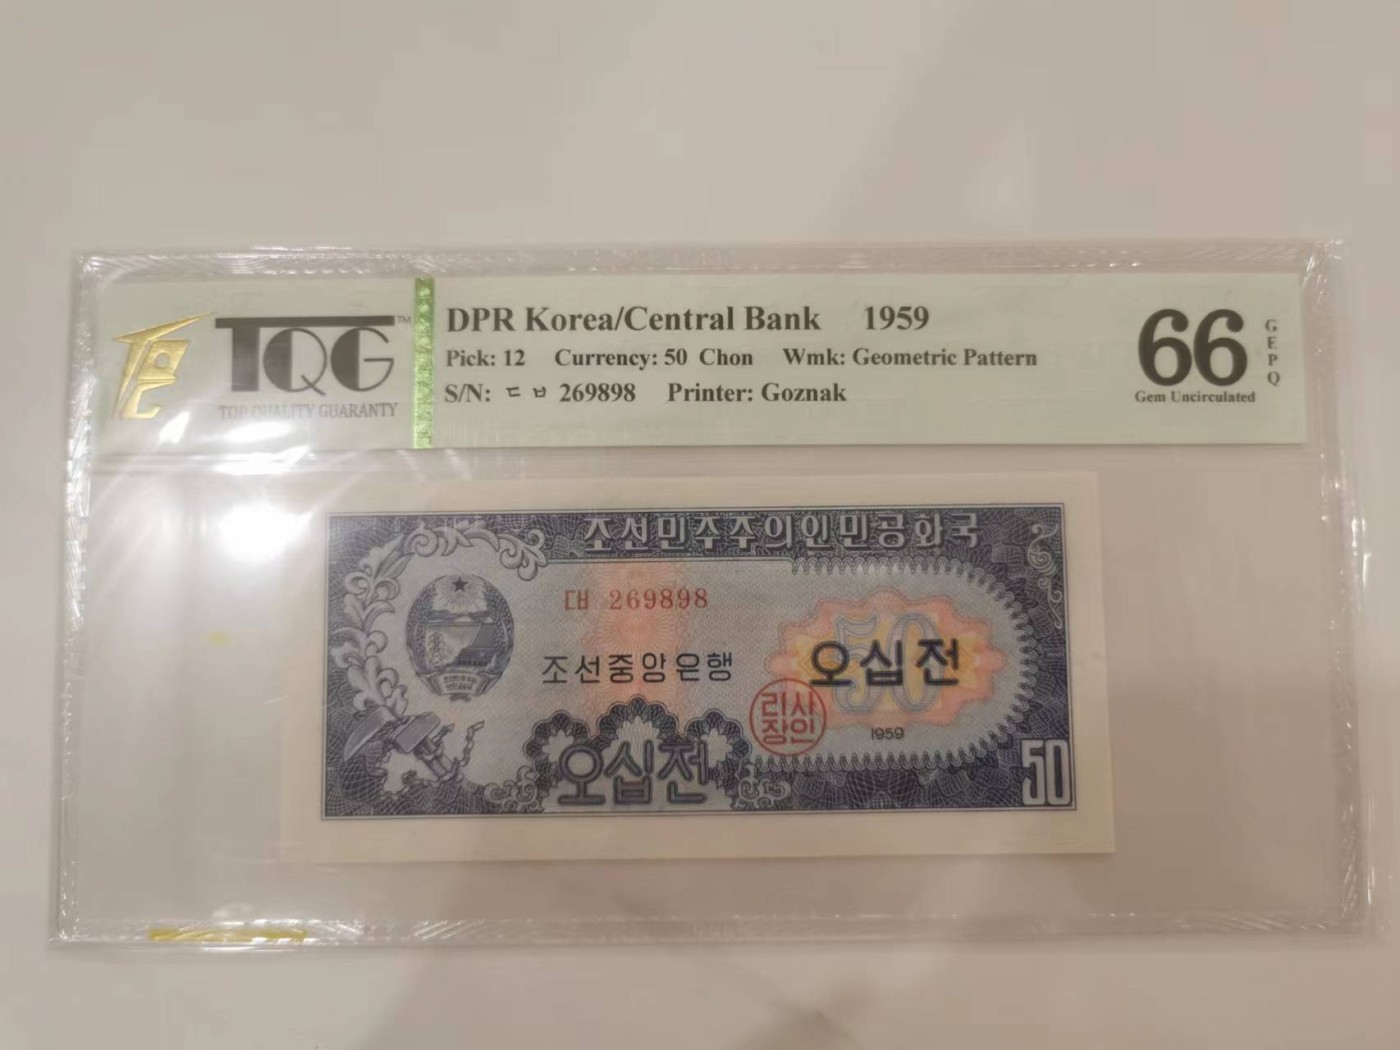 TQG™
TOP QUALITY GUARANTY
DPR Korea/Central Bank 1959
Pick: 12 Currency: 50 Chon Wmk: Geometric Pattern
S/N: ㄷ ㅂ 269898 Printer: Goznak
66
GEPQ
Gem Uncirculated
조선민주주의인민공화국
ㄷㅂ 269898
50
조선중앙은행
오십전
리사
장인
1959
오십전
50